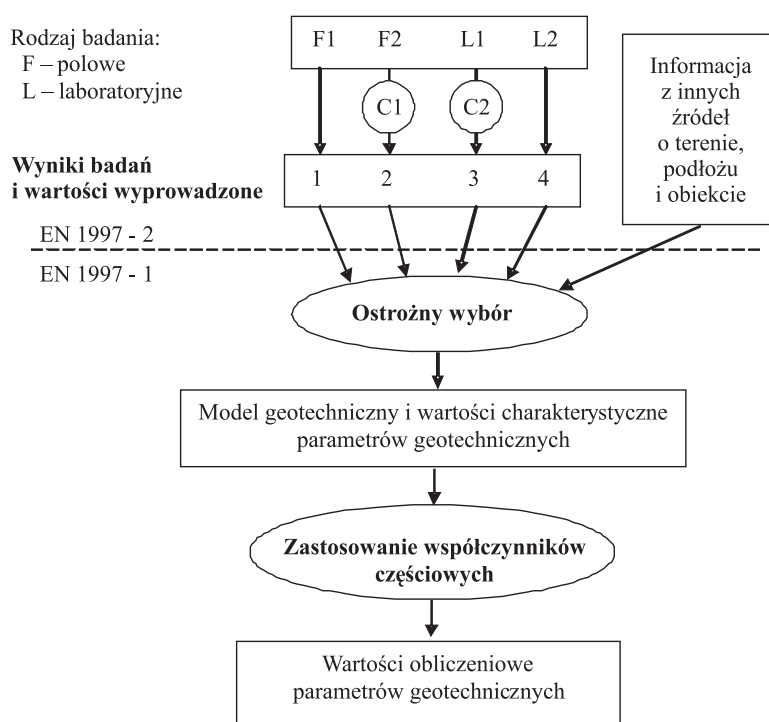 Rodzaj badania:
F – polowe
L – laboratoryjne
F1 F2 L1 L2
C1 C2
Informacja
z innych
źródeł
o terenie,
podłożu
i obiekcie
Wyniki badań
i wartości wyprowadzone
1 2 3 4
EN 1997 - 2
EN 1997 - 1
Ostrożny wybór
Model geotechniczny i wartości charakterystyczne
parametrów geotechnicznych
Zastosowanie współczynników
częściowych
Wartości obliczeniowe
parametrów geotechnicznych